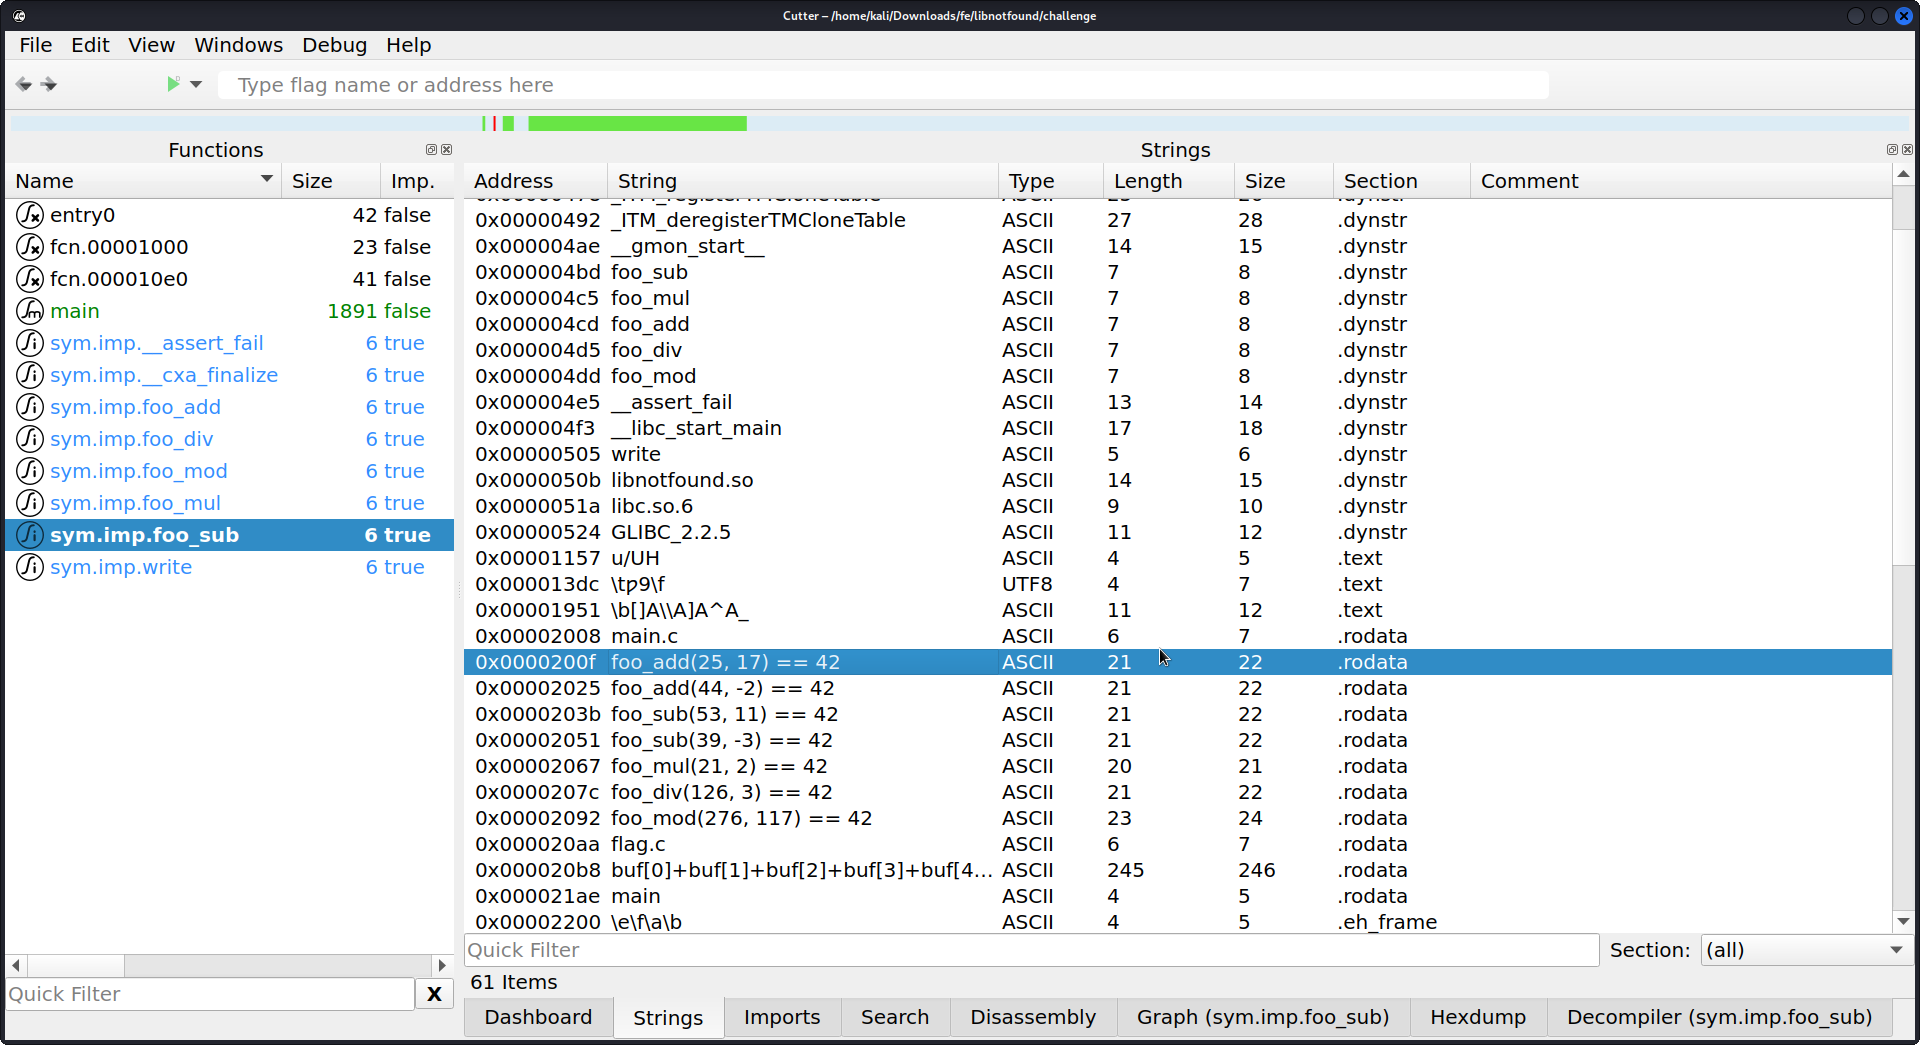 Cutter – /home/kali/Downloads/fe/libnotfound/challenge
File Edit View Windows Debug Help
Type flag name or address here
Functions
Name Size Imp.
entry0 42 false
fcn.00001000 23 false
fcn.000010e0 41 false
main 1891 false
sym.imp.__assert_fail 6 true
sym.imp.__cxa_finalize 6 true
sym.imp.foo_add 6 true
sym.imp.foo_div 6 true
sym.imp.foo_mod 6 true
sym.imp.foo_mul 6 true
sym.imp.foo_sub 6 true
sym.imp.write 6 true
Quick Filter X
Strings
Address String Type Length Size Section Comment
0x00000492 _ITM_deregisterTMCloneTable ASCII 27 28 .dynstr
0x000004ae __gmon_start__ ASCII 14 15 .dynstr
0x000004bd foo_sub ASCII 7 8 .dynstr
0x000004c5 foo_mul ASCII 7 8 .dynstr
0x000004cd foo_add ASCII 7 8 .dynstr
0x000004d5 foo_div ASCII 7 8 .dynstr
0x000004dd foo_mod ASCII 7 8 .dynstr
0x000004e5 __assert_fail ASCII 13 14 .dynstr
0x000004f3 __libc_start_main ASCII 17 18 .dynstr
0x00000505 write ASCII 5 6 .dynstr
0x0000050b libnotfound.so ASCII 14 15 .dynstr
0x0000051a libc.so.6 ASCII 9 10 .dynstr
0x00000524 GLIBC_2.2.5 ASCII 11 12 .dynstr
0x00001157 u/UH ASCII 4 5 .text
0x000013dc \tք9\f UTF8 4 7 .text
0x00001951 \b[]A\\A]A^A_ ASCII 11 12 .text
0x00002008 main.c ASCII 6 7 .rodata
0x0000200f foo_add(25, 17) == 42 ASCII 21 22 .rodata
0x00002025 foo_add(44, -2) == 42 ASCII 21 22 .rodata
0x0000203b foo_sub(53, 11) == 42 ASCII 21 22 .rodata
0x00002051 foo_sub(39, -3) == 42 ASCII 21 22 .rodata
0x00002067 foo_mul(21, 2) == 42 ASCII 20 21 .rodata
0x0000207c foo_div(126, 3) == 42 ASCII 21 22 .rodata
0x00002092 foo_mod(276, 117) == 42 ASCII 23 24 .rodata
0x000020aa flag.c ASCII 6 7 .rodata
0x000020b8 buf[0]+buf[1]+buf[2]+buf[3]+buf[4... ASCII 245 246 .rodata
0x000021ae main ASCII 4 5 .rodata
0x00002200 \e\f\a\b ASCII 4 5 .eh_frame
Quick Filter Section: (all)
61 Items
Dashboard Strings Imports Search Disassembly Graph (sym.imp.foo_sub) Hexdump Decompiler (sym.imp.foo_sub)